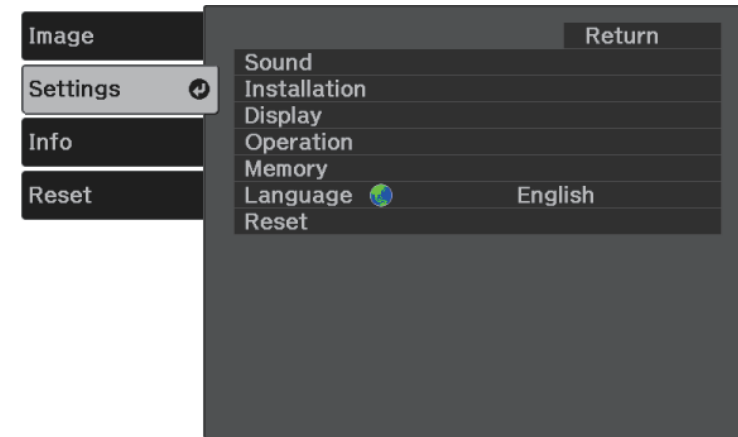 Image
Settings
Info
Reset
Return
Sound
Installation
Display
Operation
Memory
Language English
Reset